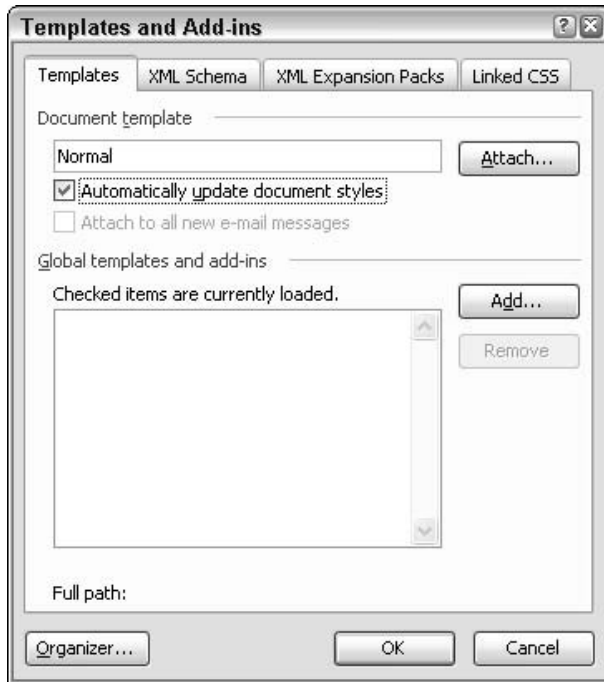 Templates and Add-ins
Templates XML Schema XML Expansion Packs Linked CSS
Document template
Normal Attach...
Automatically update document styles
Attach to all new e-mail messages
Global templates and add-ins
Checked items are currently loaded. Add...
Remove
Full path:
Organizer... OK Cancel